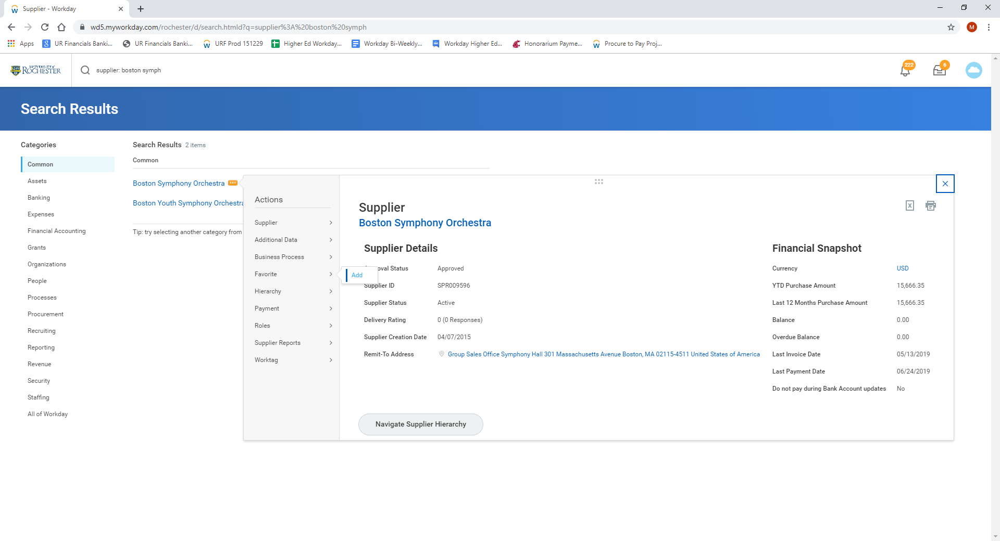 Supplier - Workday
wd5.myworkday.com/rochester/d/search.htmld?q=supplier%3A%20boston%20symph
M
Apps
UR Financials Banki...
UR Financials Banki...
URF Prod 151229
Higher Ed Workday...
Workday Bi-Weekly...
Workday Higher Ed...
Honorarium Payme...
Procure to Pay Proj...
UNIVERSITY of
ROCHESTER
supplier: boston symph
222
6
Search Results
Categories
Common
Assets
Banking
Expenses
Financial Accounting
Grants
Organizations
People
Processes
Procurement
Recruiting
Reporting
Revenue
Security
Staffing
All of Workday
Search Results 2 items
Common
Boston Symphony Orchestra
Boston Youth Symphony Orchestra
Tip: try selecting another category from
Actions
Supplier
Additional Data
Business Process
Favorite
Hierarchy
Payment
Roles
Supplier Reports
Worktag
Add
Supplier
Boston Symphony Orchestra
Supplier Details
Status Approved
Supplier ID SPR009596
Supplier Status Active
Delivery Rating 0 (0 Responses)
Supplier Creation Date 04/07/2015
Remit-To Address Group Sales Office Symphony Hall 301 Massachusetts Avenue Boston, MA 02115-4511 United States of America
Financial Snapshot
Currency USD
YTD Purchase Amount 15,666.35
Last 12 Months Purchase Amount 15,666.35
Balance 0.00
Overdue Balance 0.00
Last Invoice Date 05/13/2019
Last Payment Date 06/24/2019
Do not pay during Bank Account updates No
Navigate Supplier Hierarchy